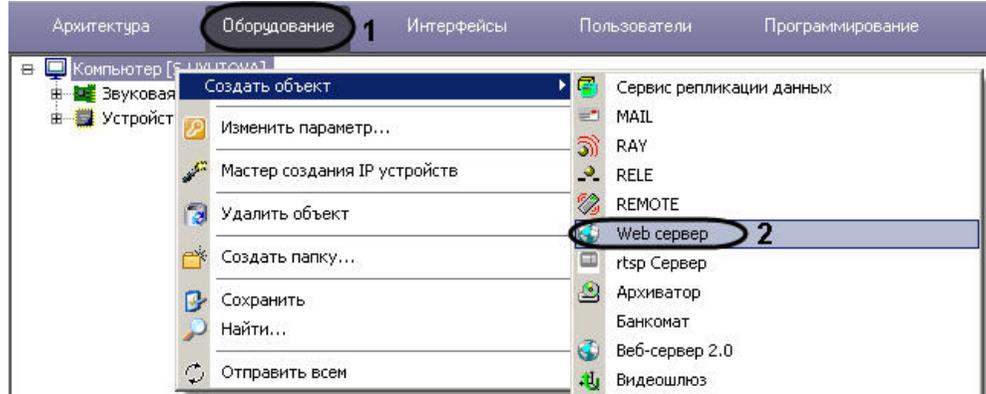 Архитектура Оборудование 1 Интерфейсы Пользователи Программирование
Компьютер
Звуковая
Устройст
Создать объект
Изменить параметр...
Мастер создания IP устройств
Удалить объект
Создать папку...
Сохранить
Найти...
Отправить всем
Сервис репликации данных
MAIL
RAY
RELE
REMOTE
Web сервер 2
rtsp Сервер
Архиватор
Банкомат
Веб-сервер 2.0
Видеошлюз